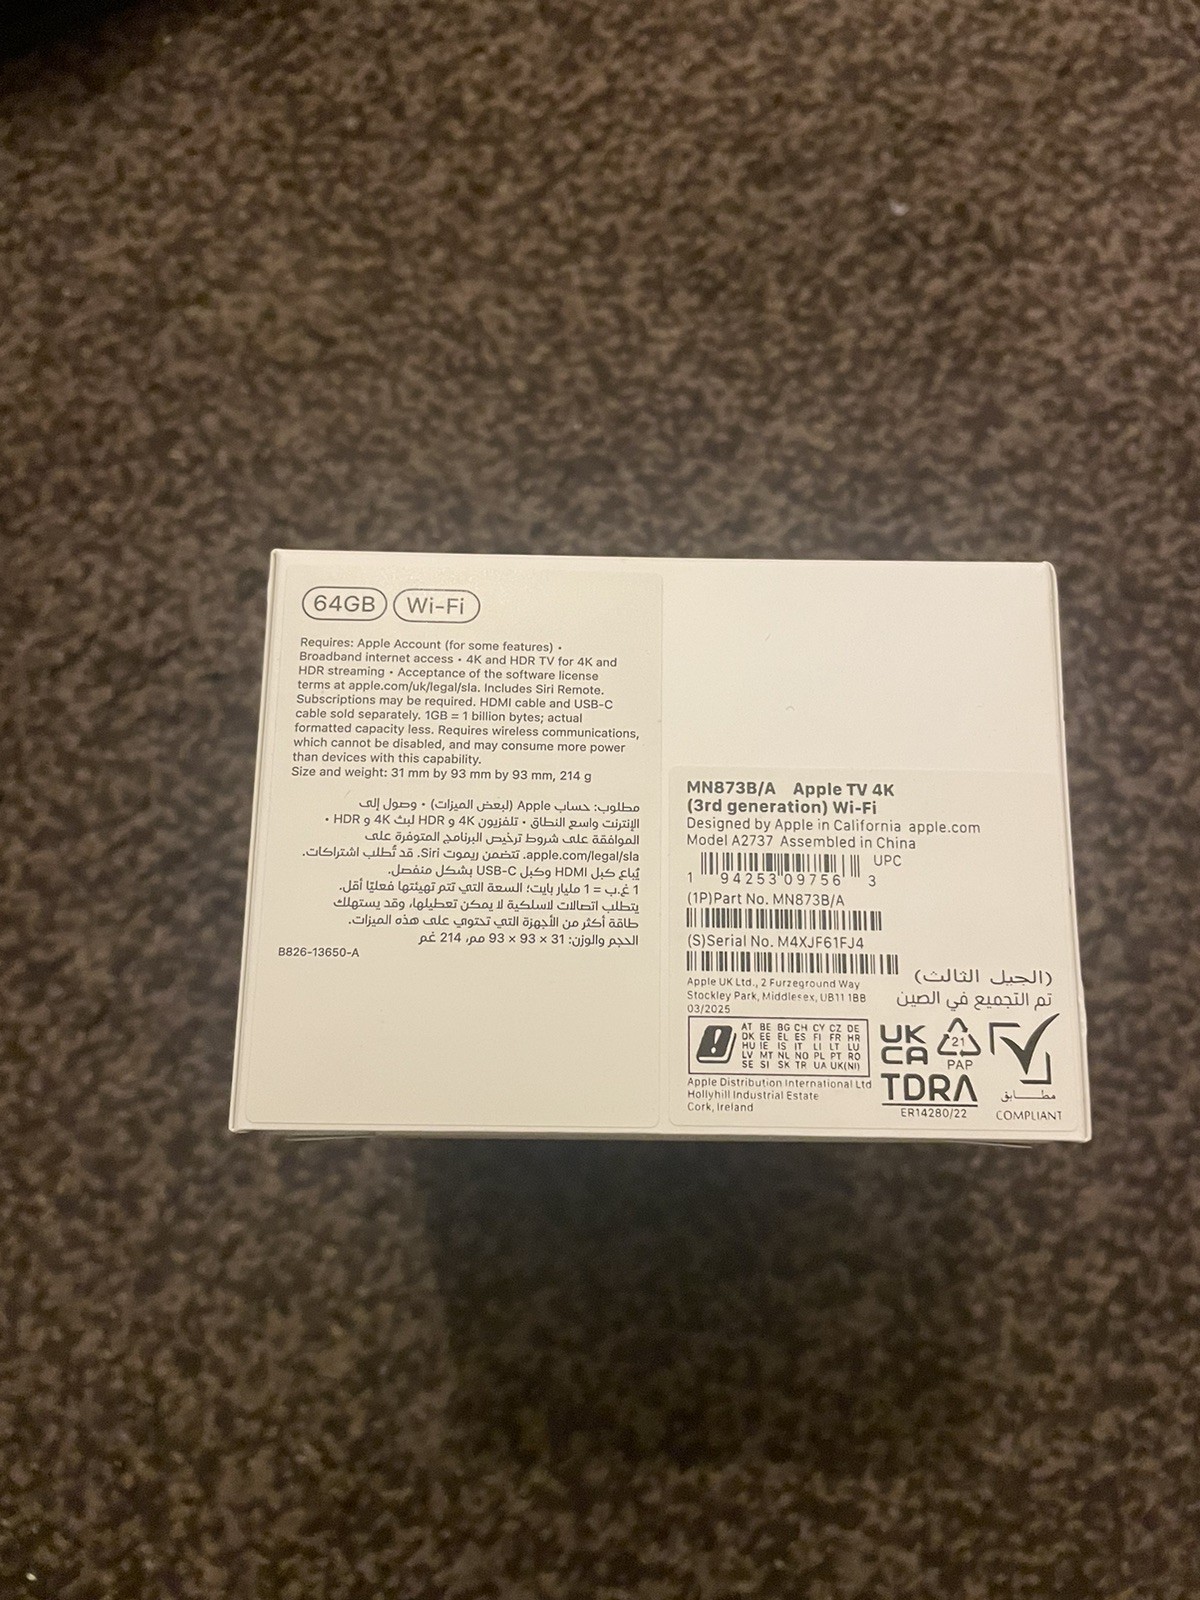 64GB Wi-Fi
Requires: Apple Account (for some features) •
Broadband internet access • 4K and HDR TV for 4K and
HDR streaming • Acceptance of the software license
terms at apple.com/uk/legal/sla. Includes Siri Remote.
Subscriptions may be required. HDMI cable and USB-C
cable sold separately. 1GB = 1 billion bytes; actual
formatted capacity less. Requires wireless communications,
which cannot be disabled, and may consume more power
than devices with this capability.
Size and weight: 31 mm by 93 mm by 93 mm, 214 g
مطلوب: حساب Apple (لبعض الميزات) • وصول إلى
الإنترنت واسع النطاق • تلفزيون 4K و HDR لبث 4K و HDR •
الموافقة على شروط ترخيص البرنامج المتوفرة على
apple.com/legal/sla. تتضمن ريموت Siri. قد تُطلب اشتراكات.
يُباع كبل HDMI وكبل USB-C بشكل منفصل.
1 غ.ب = 1 مليار بايت؛ السعة التي تتم تهيئتها فعليًا أقل.
يتطلب اتصالات لاسلكية لا يمكن تعطيلها، وقد يستهلك
طاقة أكثر من الأجهزة التي تحتوي على هذه الميزات.
الحجم والوزن: 31 × 93 × 93 مم، 214 غم
B826-13650-A
MN873B/A Apple TV 4K
(3rd generation) Wi-Fi
Designed by Apple in California apple.com
Model A2737 Assembled in China
UPC
1 94253 09756 3
(1P)Part No. MN873B/A
(S)Serial No. M4XJF61FJ4
(الجيل الثالث)
تم التجميع في الصين
Apple UK Ltd., 2 Furzeground Way
Stockley Park, Middlesex, UB11 1BB
03/2025
AT BE BG CH CY CZ DE
DK EE EL ES FI FR HR
HU IE IS IT LI LT LU
LV MT NL NO PL PT RO
SE SI SK TR UA UK(NI)
Apple Distribution International Ltd
Hollyhill Industrial Estate
Cork, Ireland
UK
CA
21
PAP
TDRA
ER14280/22
مطابق
COMPLIANT